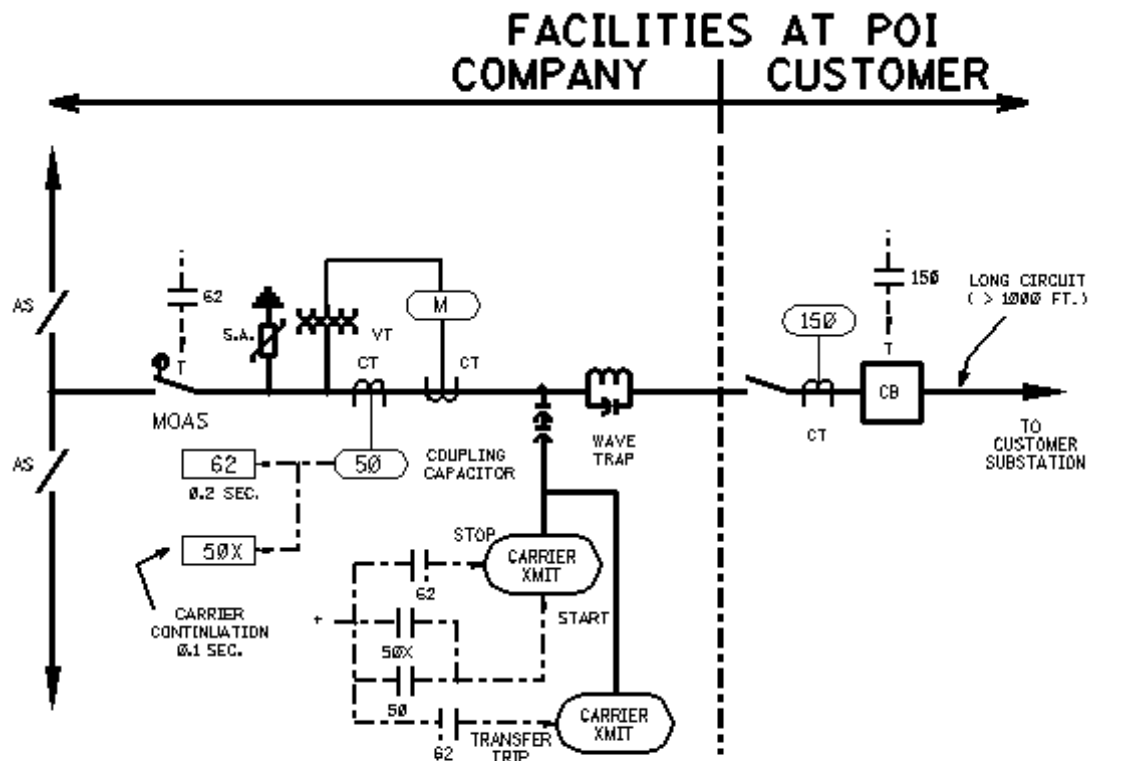 FACILITIES AT POI
COMPANY CUSTOMER
AS
62
T
S.A.
VT
M
CT
CT
MOAS
150
150
T
LONG CIRCUIT
( > 1000 FT.)
CB
CT
WAVE
TRAP
TO
CUSTOMER
SUBSTATION
AS
62
0.2 SEC.
50
COUPLING
CAPACITOR
50X
CARRIER
CONTINUATION
0.1 SEC.
STOP
CARRIER
XMIT
62
START
+
50X
50
CARRIER
XMIT
62
TRANSFER
TRIP